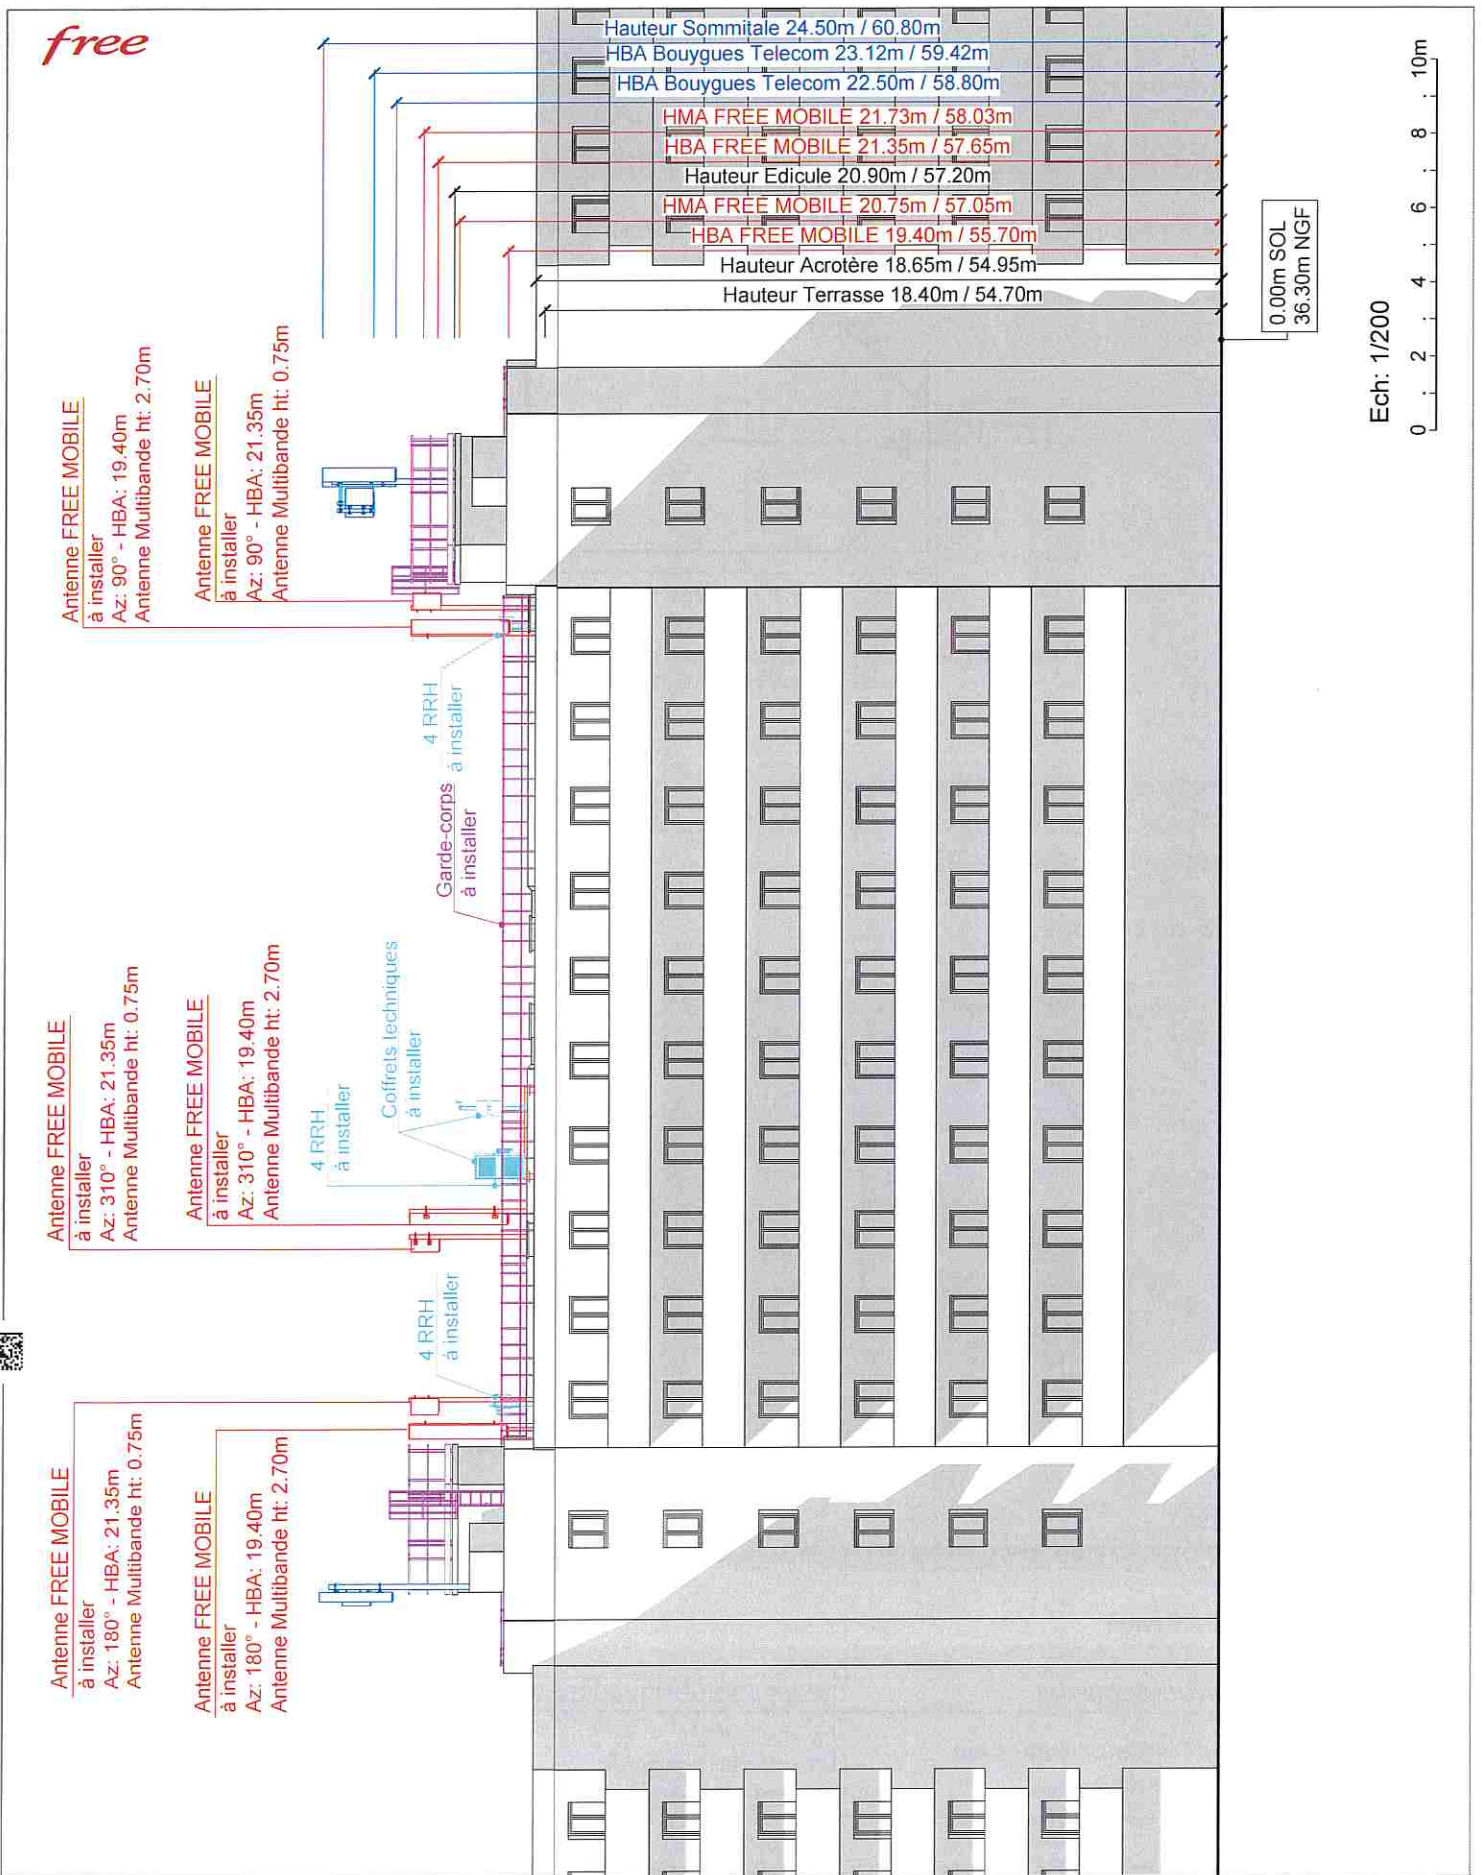 free
Hauteur Sommitale 24.50m / 60.80m
HBA Bouygues Telecom 23.12m / 59.42m
HBA Bouygues Telecom 22.50m / 58.80m
HMA FREE MOBILE 21.73m / 58.03m
HBA FREE MOBILE 21.35m / 57.65m
Hauteur Edicule 20.90m / 57.20m
HMA FREE MOBILE 20.75m / 57.05m
HBA FREE MOBILE 19.40m / 55.70m
Hauteur Acrotère 18.65m / 54.95m
Hauteur Terrasse 18.40m / 54.70m
0.00m SOL
36.30m NGF
Ech: 1/200
0 2 4 6 8 10m
Antenne FREE MOBILE
à installer
Az: 180° - HBA: 21.35m
Antenne Multibande ht: 0.75m
Antenne FREE MOBILE
à installer
Az: 180° - HBA: 19.40m
Antenne Multibande ht: 2.70m
4 RRH
à installer
Antenne FREE MOBILE
à installer
Az: 310° - HBA: 21.35m
Antenne Multibande ht: 0.75m
Antenne FREE MOBILE
à installer
Az: 310° - HBA: 19.40m
Antenne Multibande ht: 2.70m
4 RRH
à installer
Coffrets techniques
à installer
Garde-corps
à installer
4 RRH
à installer
Antenne FREE MOBILE
à installer
Az: 90° - HBA: 19.40m
Antenne Multibande ht: 2.70m
Antenne FREE MOBILE
à installer
Az: 90° - HBA: 21.35m
Antenne Multibande ht: 0.75m